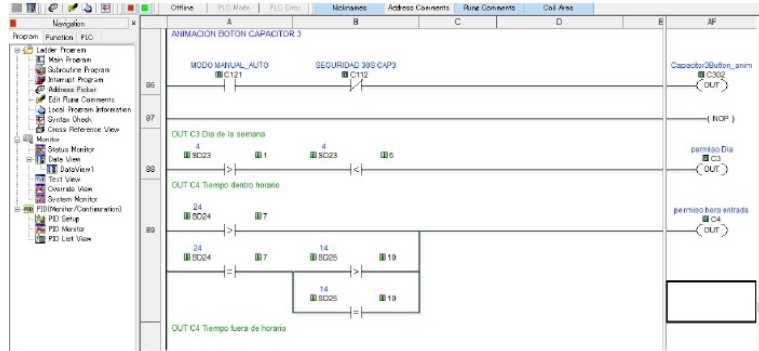 Offline PLC Mode PLC Error Nicknames Address Comments Rung Comments Coil Area
Navigation
Program Function PLC
Ladder Program
Main Program
Subroutine Program
Interrupt Program
Address Picker
Edit Rung Comments
Local Program Information
Syntax Check
Cross Reference View
Monitor
Status Monitor
Data View
DataView1
Text View
Override View
System Monitor
PID(Monitor/Confiuration)
PID Setup
PID Monitor
PID List View
A B C D E AF
ANIMACION BOTON CAPACITOR 3
MODO MANUAL_AUTO SEGURIDAD 30S CAP3 Capacitor3Button_anim
C121 C112 C302
86 OUT
87 NOP
OUT C3 Dia de la semana
4 4 permiso Dia
SD23 1 SD23 6 C3
88 > < OUT
OUT C4 Tiempo dentro horario
24 permiso hora entrada
SD24 7 C4
89 > OUT
24 14
SD24 7 SD25 19
= >
14
SD25 19
=
OUT C4 Tiempo fuera de horario